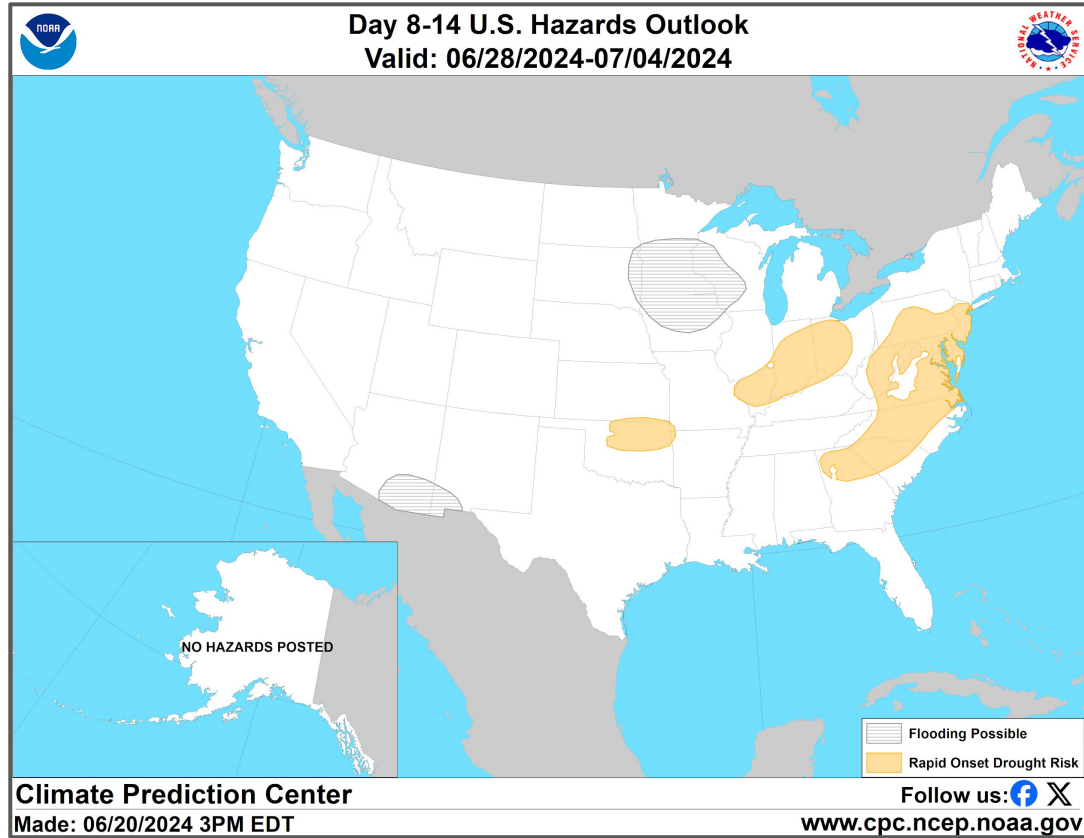 NOAA
Day 8-14 U.S. Hazards Outlook
Valid: 06/28/2024-07/04/2024
NATIONAL WEATHER SERVICE
NO HAZARDS POSTED
Flooding Possible
Rapid Onset Drought Risk
Climate Prediction Center
Follow us:
Made: 06/20/2024 3PM EDT
www.cpc.ncep.noaa.gov